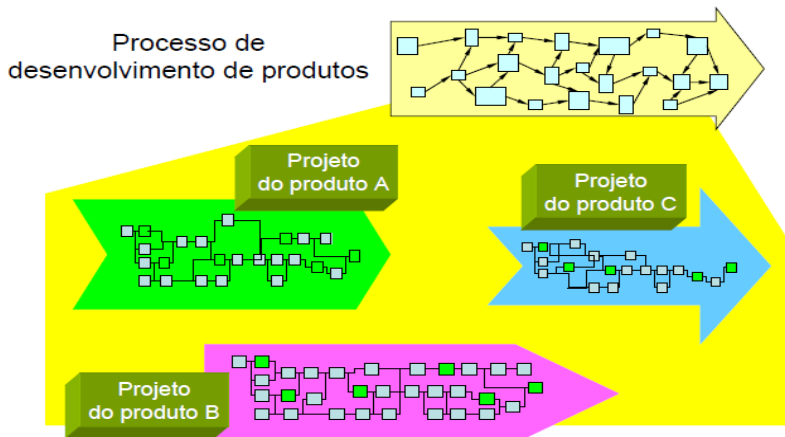 Processo de
desenvolvimento de produtos
Projeto
do produto A
Projeto
do produto C
Projeto
do produto B